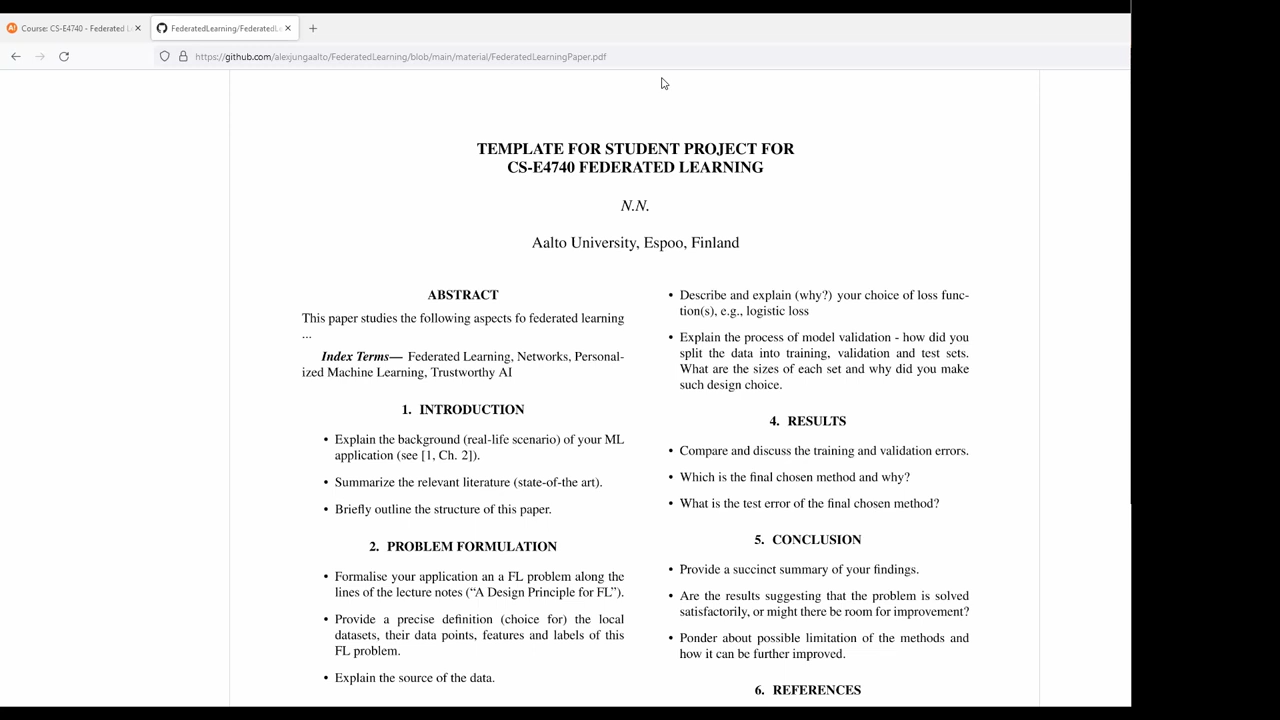 Course: CS-E4740 - Federated L
FederatedLearning/FederatedL
https://github.com/alexjungaalto/FederatedLearning/blob/main/material/FederatedLearningPaper.pdf
TEMPLATE FOR STUDENT PROJECT FOR
CS-E4740 FEDERATED LEARNING
N.N.
Aalto University, Espoo, Finland
ABSTRACT
This paper studies the following aspects fo federated learning
...
Index Terms— Federated Learning, Networks, Personal-
ized Machine Learning, Trustworthy AI
1. INTRODUCTION
• Explain the background (real-life scenario) of your ML
application (see [1, Ch. 2]).
• Summarize the relevant literature (state-of-the art).
• Briefly outline the structure of this paper.
2. PROBLEM FORMULATION
• Formalise your application an a FL problem along the
lines of the lecture notes (“A Design Principle for FL”).
• Provide a precise definition (choice for) the local
datasets, their data points, features and labels of this
FL problem.
• Explain the source of the data.
• Describe and explain (why?) your choice of loss func-
tion(s), e.g., logistic loss
• Explain the process of model validation - how did you
split the data into training, validation and test sets.
What are the sizes of each set and why did you make
such design choice.
4. RESULTS
• Compare and discuss the training and validation errors.
• Which is the final chosen method and why?
• What is the test error of the final chosen method?
5. CONCLUSION
• Provide a succinct summary of your findings.
• Are the results suggesting that the problem is solved
satisfactorily, or might there be room for improvement?
• Ponder about possible limitation of the methods and
how it can be further improved.
6. REFERENCES